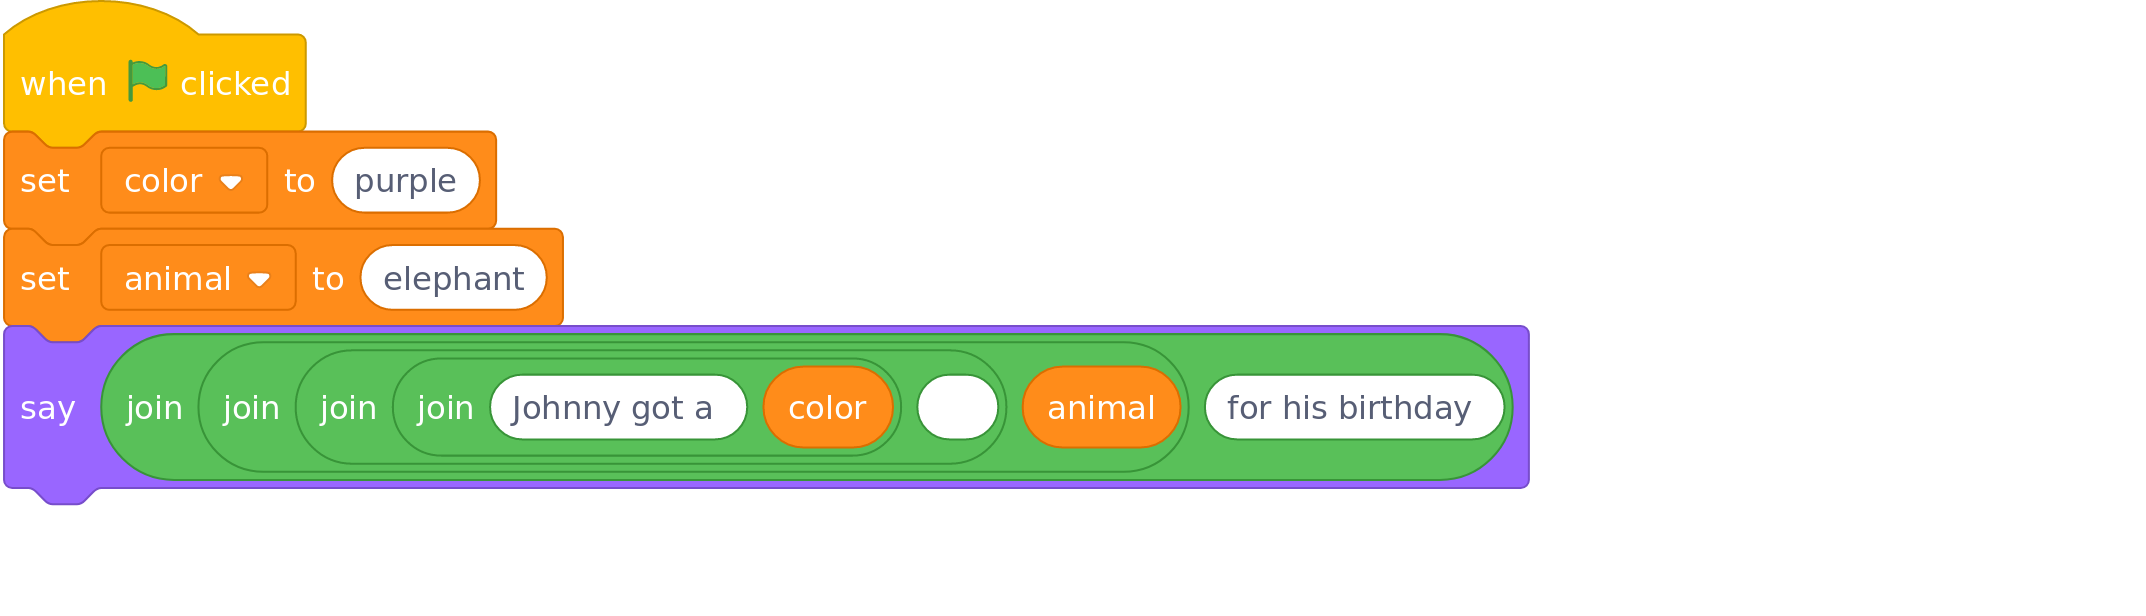 when clicked
set color to purple
set animal to elephant
say join join join join Johnny got a color animal for his birthday